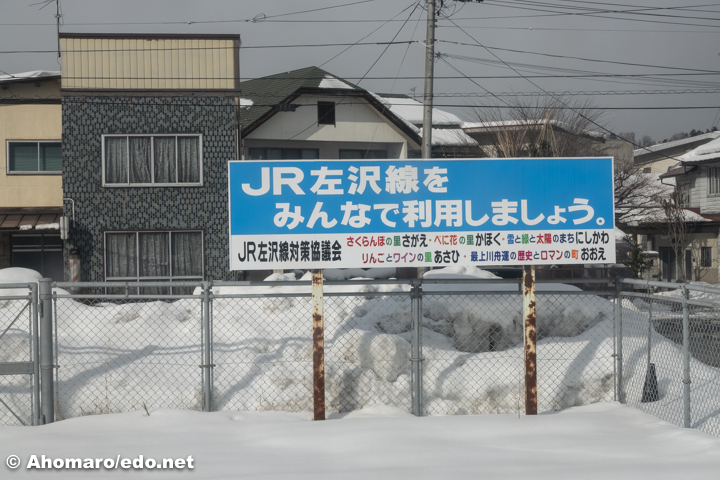 JR左沢線を
みんなで利用しましょう。
JR左沢線対策協議会
さくらんぼの里さがえ・べに花の里かほく・雪と太陽のまちにしかわ
りんごとワインの里あさひ・最上川舟運の歴史とロマンの町おおえ
© Ahomaro/edo.net